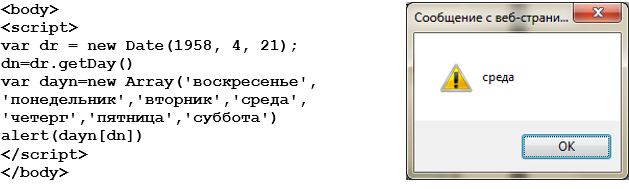 <body>
<script>
var dr = new Date(1958, 4, 21);
dn=dr.getDay()
var dayn=new Array('воскресенье',
'понедельник','вторник','среда',
'четерг','пятница','суббота')
alert(dayn[dn])
</script>
</body>
Сообщение с веб-страни...
среда
OK